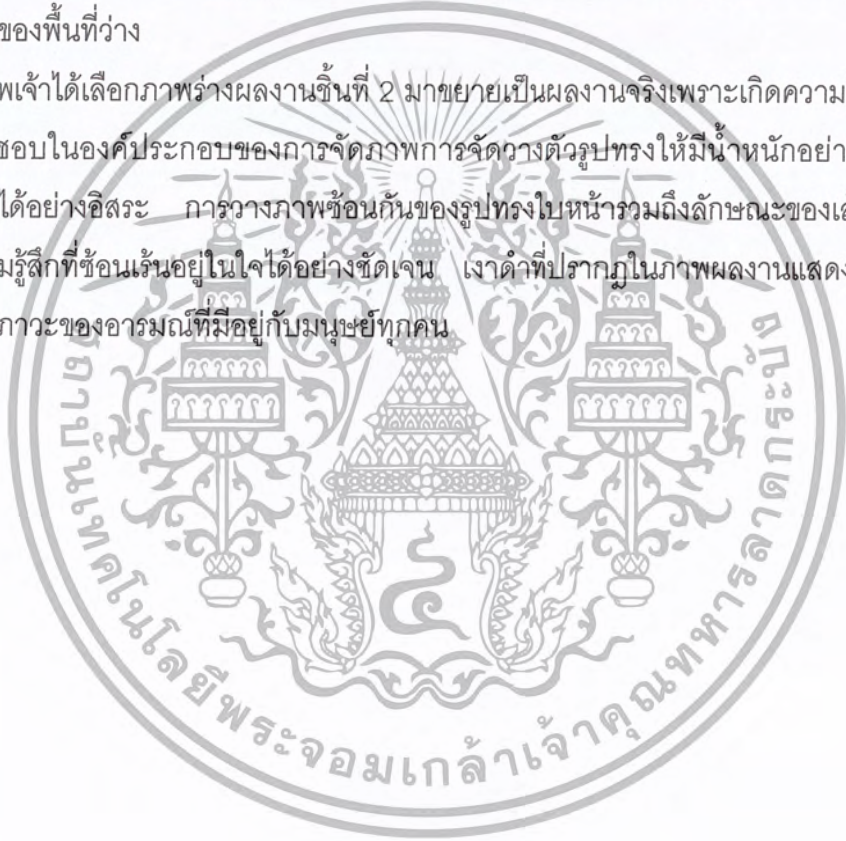 ของพื้นที่ว่าง
พเจ้าได้เลือกภาพร่างผลงานชิ้นที่ 2 มาขยายเป็นผลงานจริงเพราะเกิดความ
ชอบในองค์ประกอบของการจัดภาพการจัดวางตัวรูปทรงให้มีน้ำหนักอย่า
ได้อย่างอิสระ การวางภาพซ้อนกันของรูปทรงใบหน้ารวมถึงลักษณะของเส
มรู้สึกที่ซ้อนเร้นอยู่ในใจได้อย่างชัดเจน เงาดำที่ปรากฏในภาพผลงานแสดง
ภาวะของอารมณ์ที่มีอยู่กับมนุษย์ทุกคน
สถาบันเทคโนโลยีพระจอมเกล้าเจ้าคุณทหารลาดกระบัง